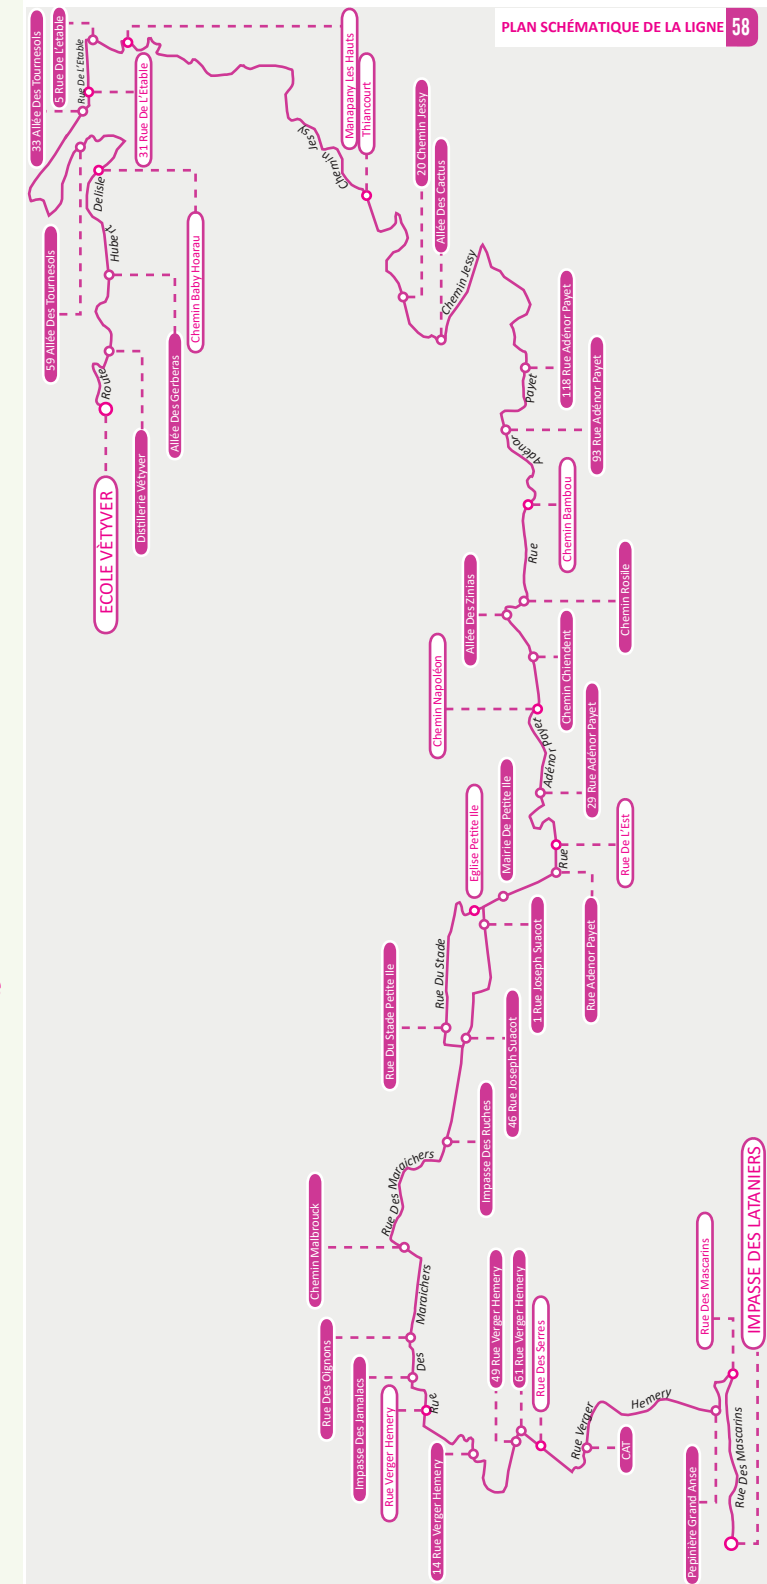 PLAN SCHÉMATIQUE DE LA LIGNE 58
33 Allée Des Tournesols
5 Rue De L'etable
Rue De L'Etable
31 Rue De L'Etable
Manapany Les Hauts
Thiancourt
Chemin Jessy
20 Chemin Jessy
Allée Des Cactus
Chemin Jessy
59 Allée Des Tournesols
Route Hubert Delisle
Chemin Baby Hoarau
Allée Des Gerberas
Distillerie Vétyver
ECOLE VÈTYVER
118 Rue Adénor Payet
93 Rue Adénor Payet
Rue Adénor Payet
Chemin Bambou
Chemin Rosile
Allée Des Zinias
Chemin Chiendent
Chemin Napoléon
29 Rue Adénor Payet
Rue Adénor Payet
Rue De L'Est
Mairie De Petite Ile
Eglise Petite Ile
Rue Adenor Payet
1 Rue Joseph Suacot
Rue Du Stade
Rue Du Stade Petite Ile
46 Rue Joseph Suacot
Impasse Des Ruches
Rue Des Maraichers
Chemin Malbrouck
Rue Des Maraichers
Rue Des Oignons
Impasse Des Jamalacs
Rue Verger Hemery
14 Rue Verger Hemery
49 Rue Verger Hemery
61 Rue Verger Hemery
Rue Des Serres
Rue Verger Hemery
CAT
Pepinière Grand Anse
Rue Des Mascarins
Rue Des Mascarins
IMPASSE DES LATANIERS